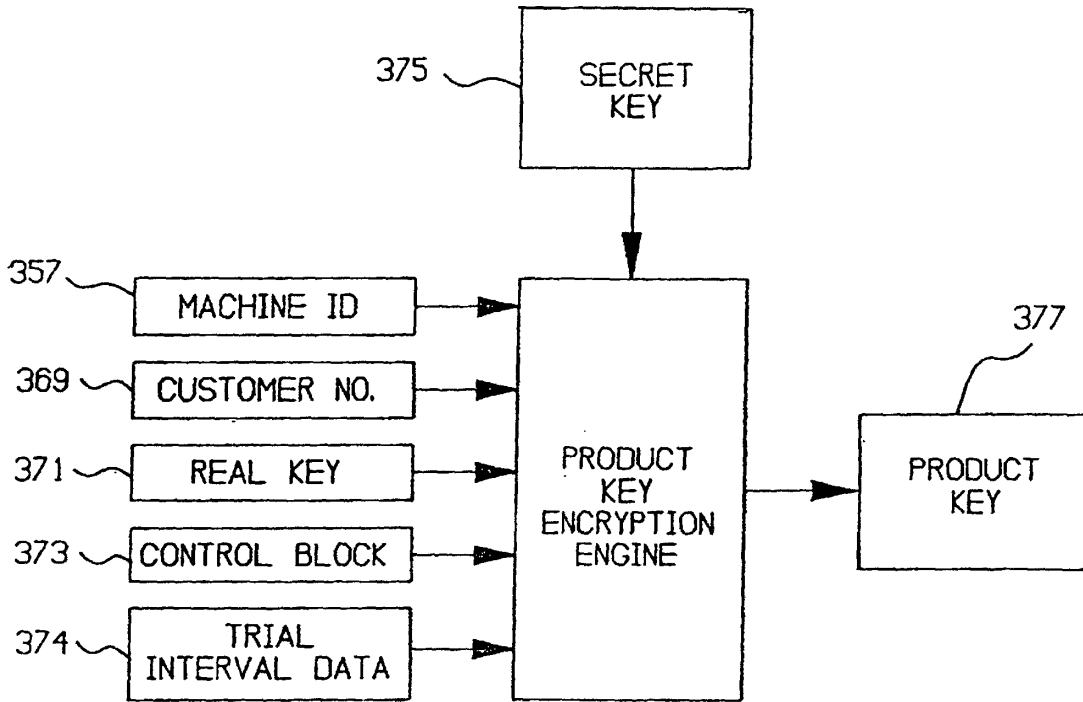 375
SECRET
KEY
357
MACHINE ID
369
CUSTOMER NO.
371
REAL KEY
373
CONTROL BLOCK
374
TRIAL
INTERVAL DATA
PRODUCT
KEY
ENCRYPTION
ENGINE
377
PRODUCT
KEY